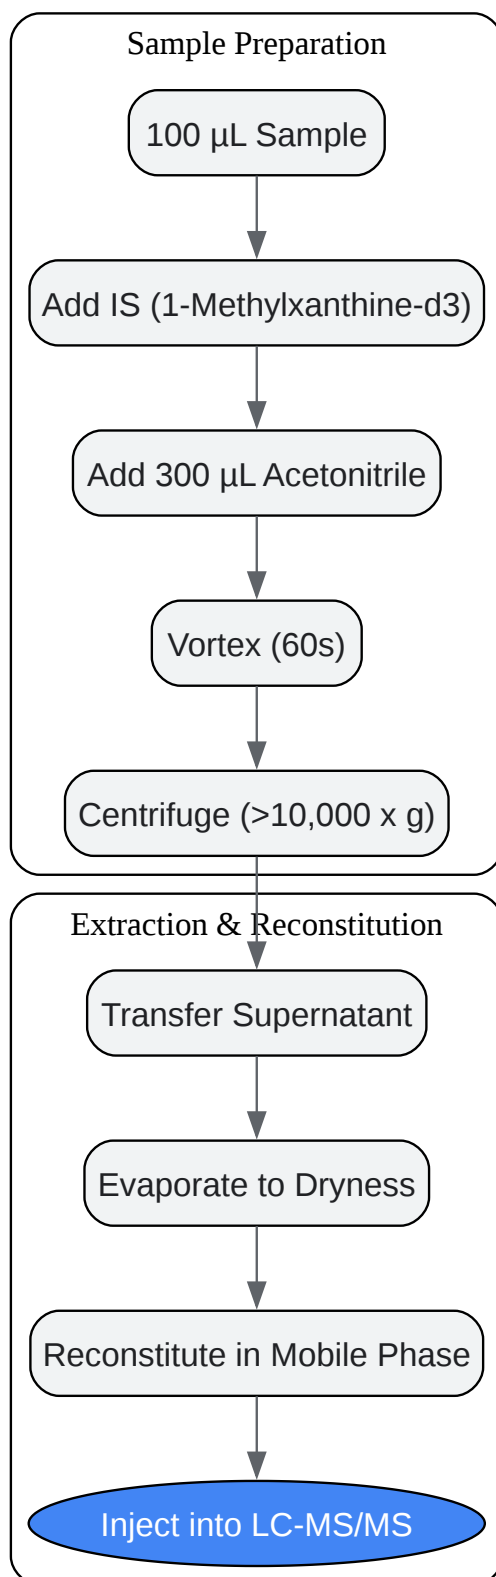 Sample Preparation
100 µL Sample
Add IS (1-Methylxanthine-d3)
Add 300 µL Acetonitrile
Vortex (60s)
Centrifuge (>10,000 x g)
Extraction & Reconstitution
Transfer Supernatant
Evaporate to Dryness
Reconstitute in Mobile Phase
Inject into LC-MS/MS